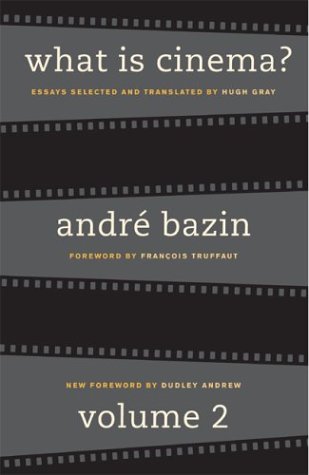 what is cinema?
ESSAYS SELECTED AND TRANSLATED BY HUGH GRAY
andré bazin
FOREWORD BY FRANÇOIS TRUFFAUT
NEW FOREWORD BY DUDLEY ANDREW
volume 2